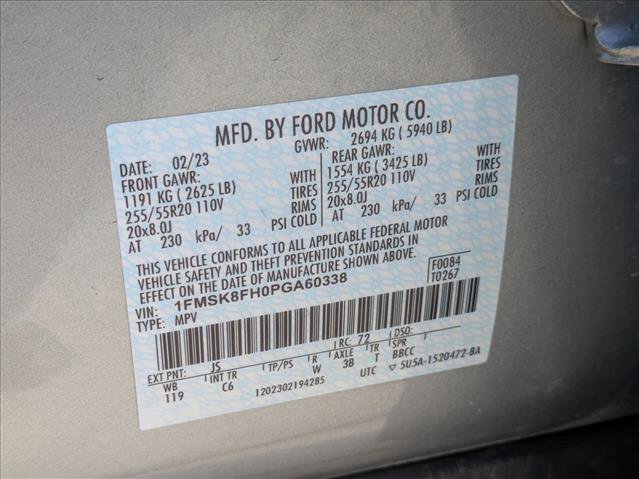 MFD. BY FORD MOTOR CO.
DATE: 02/23 GVWR: 2694 KG ( 5940 LB)
FRONT GAWR: REAR GAWR:
1191 KG ( 2625 LB) WITH 1554 KG ( 3425 LB) WITH
255/55R20 110V TIRES 255/55R20 110V TIRES
20x8.0J RIMS 20x8.0J RIMS
AT 230 kPa/ 33 PSI COLD AT 230 kPa/ 33 PSI COLD
THIS VEHICLE CONFORMS TO ALL APPLICABLE FEDERAL MOTOR
VEHICLE SAFETY AND THEFT PREVENTION STANDARDS IN
EFFECT ON THE DATE OF MANUFACTURE SHOWN ABOVE.
VIN: 1FMSK8FH0PGA60338 F0084
TYPE: MPV T0267
EXT PNT: JS RC: 72 DSO:
WB INT TR TP/PS R AXLE TR SPR
119 C6 W 3B T BBCC
1202302194285 UTC ▽ 5U5A-1520472-BA